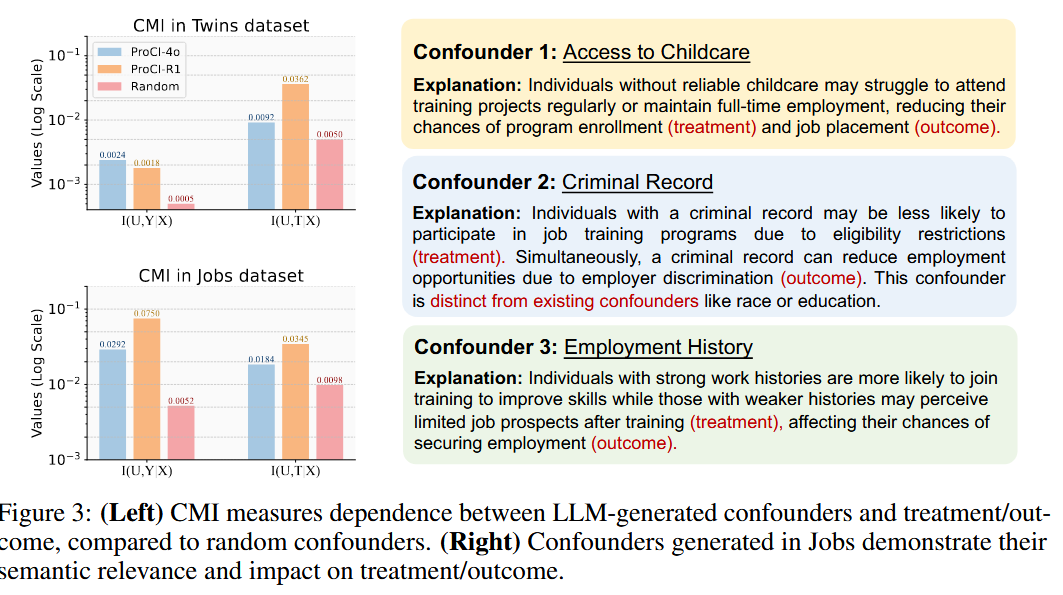 CMI in Twins dataset
Values (Log Scale)
10⁻¹
10⁻²
10⁻³
ProCI-4o
ProCI-R1
Random
0.0024
0.0018
0.0005
0.0092
0.0362
0.0050
I(U,Y|X)
I(U,T|X)
CMI in Jobs dataset
Values (Log Scale)
10⁻¹
10⁻²
10⁻³
0.0292
0.0750
0.0052
0.0184
0.0345
0.0098
I(U,Y|X)
I(U,T|X)
Confounder 1: Access to Childcare
Explanation: Individuals without reliable childcare may struggle to attend
training projects regularly or maintain full-time employment, reducing their
chances of program enrollment (treatment) and job placement (outcome).
Confounder 2: Criminal Record
Explanation: Individuals with a criminal record may be less likely to
participate in job training programs due to eligibility restrictions
(treatment). Simultaneously, a criminal record can reduce employment
opportunities due to employer discrimination (outcome). This confounder
is distinct from existing confounders like race or education.
Confounder 3: Employment History
Explanation: Individuals with strong work histories are more likely to join
training to improve skills while those with weaker histories may perceive
limited job prospects after training (treatment), affecting their chances of
securing employment (outcome).
Figure 3: (Left) CMI measures dependence between LLM-generated confounders and treatment/out-
come, compared to random confounders. (Right) Confounders generated in Jobs demonstrate their
semantic relevance and impact on treatment/outcome.